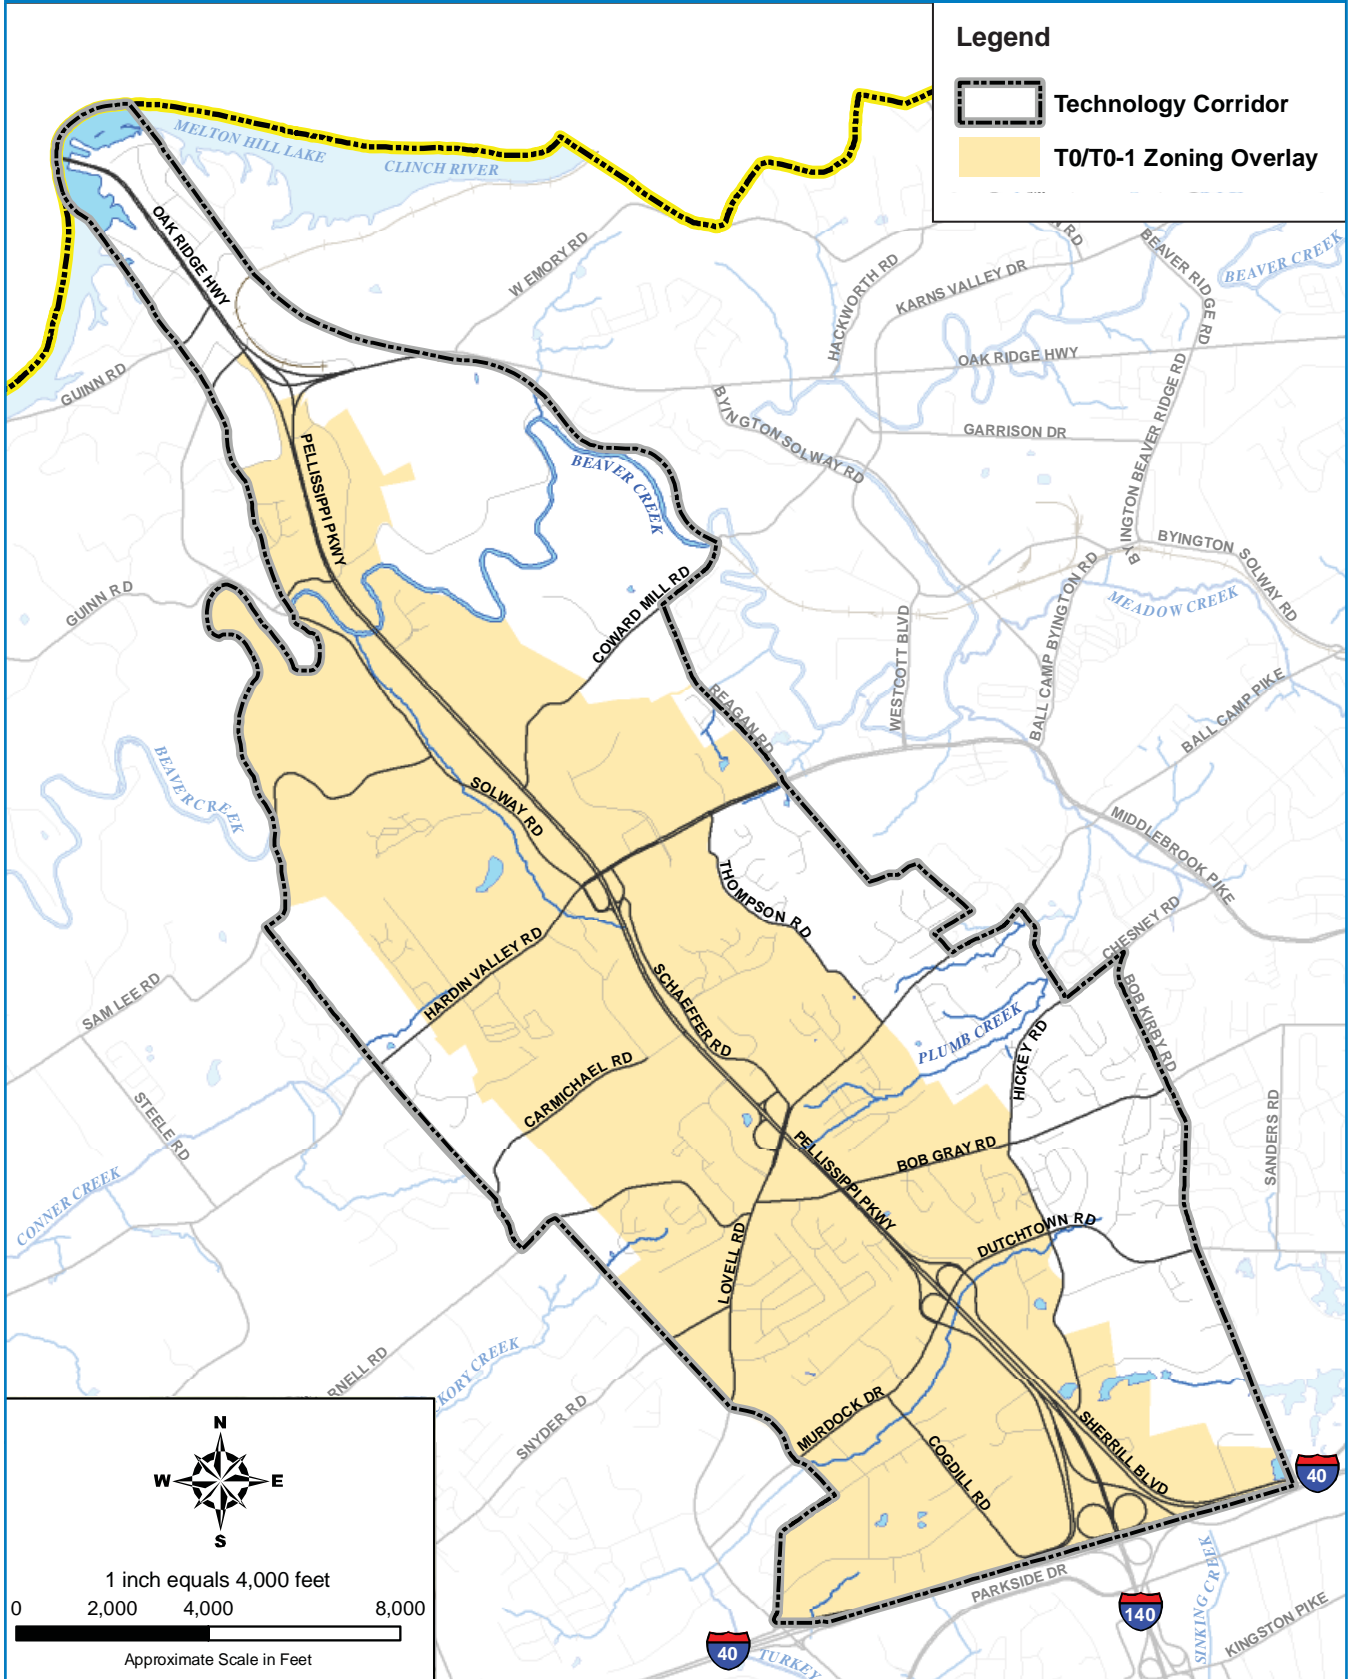 Legend
Technology Corridor
T0/T0-1 Zoning Overlay
MELTON HILL LAKE
CLINCH RIVER
OAK RIDGE HWY
W EMORY RD
HACKWORTH RD
KARNS VALLEY DR
RD
BEAVER RIDGE RD
BEAVER CREEK
OAK RIDGE HWY
GUINN RD
BYINGTON SOLWAY RD
GARRISON DR
BYINGTON BEAVER RIDGE RD
PELLISSIPPI PKWY
BEAVER CREEK
BYINGTON SOLWAY RD
GUINN RD
COWARD MILL RD
MEADOW CREEK
WESTCOTT BLVD
BALL CAMP BYINGTON RD
BALL CAMP PIKE
REAGAN RD
BEAVER CREEK
SOLWAY RD
MIDDLEBROOK PIKE
THOMPSON RD
CHESNEY RD
HARDIN VALLEY RD
SCHAEFFER RD
SAM LEE RD
PLUMB CREEK
BOB KIRBY RD
HICKEY RD
CARMICHAEL RD
STEELE RD
SANDERS RD
PELLISSIPPI PKWY
BOB GRAY RD
CONNER CREEK
DUTCHTOWN RD
LOVELL RD
RNELL RD
KORY CREEK
SNYDER RD
MURDOCK DR
COGDILL RD
SHERRILL BLVD
40
N
W
E
S
1 inch equals 4,000 feet
0 2,000 4,000 8,000
Approximate Scale in Feet
PARKSIDE DR
SINKING CREEK
140
KINGSTON PIKE
40
TURKEY